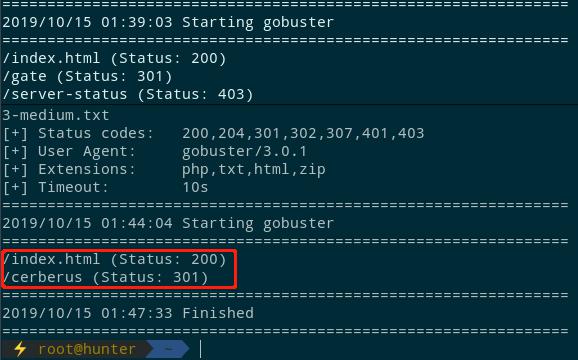 ===============================================================
2019/10/15 01:39:03 Starting gobuster
===============================================================
/index.html (Status: 200)
/gate (Status: 301)
/server-status (Status: 403)
3-medium.txt
[+] Status codes:   200,204,301,302,307,401,403
[+] User Agent:     gobuster/3.0.1
[+] Extensions:     php,txt,html,zip
[+] Timeout:        10s
===============================================================
2019/10/15 01:44:04 Starting gobuster
===============================================================
/index.html (Status: 200)
/cerberus (Status: 301)
===============================================================
2019/10/15 01:47:33 Finished
===============================================================
⚡ root@hunter ~